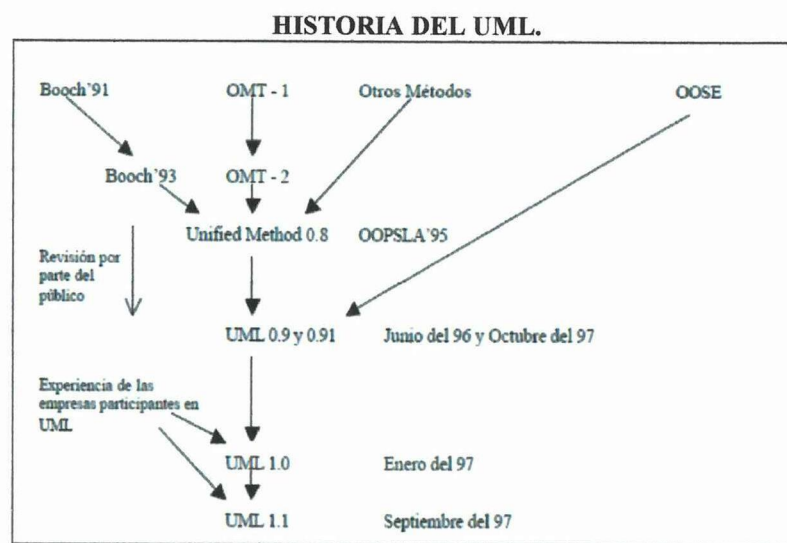 HISTORIA DEL UML.
Booch'91 OMT - 1 Otros Métodos OOSE
Booch'93 OMT - 2
Unified Method 0.8 OOPSLA'95
Revisión por
parte del
público
UML 0.9 y 0.91 Junio del 96 y Octubre del 97
Experiencia de las
empresas participantes en
UML
UML 1.0 Enero del 97
UML 1.1 Septiembre del 97